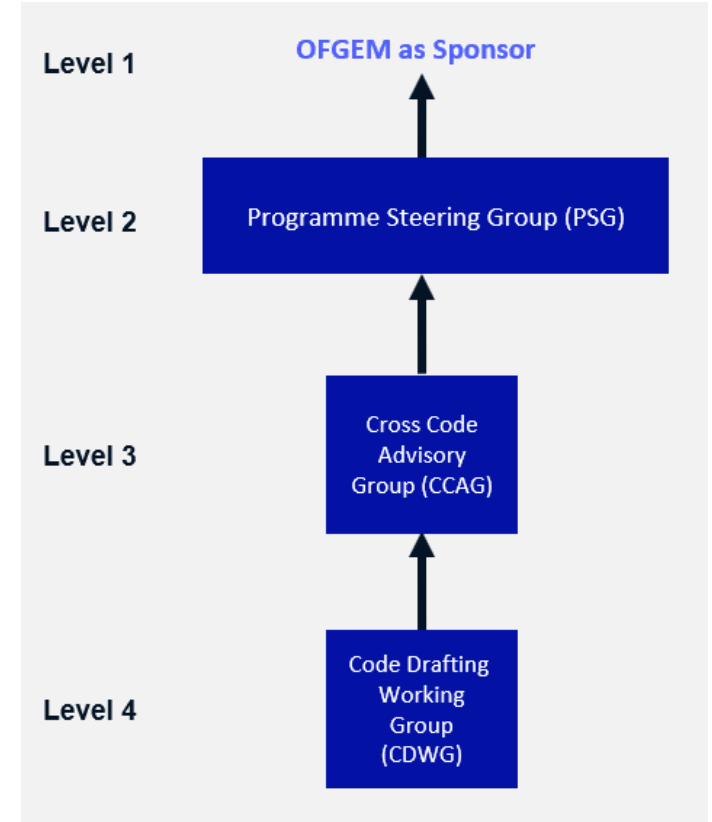 Level 1
OFGEM as Sponsor
Level 2
Programme Steering Group (PSG)
Level 3
Cross Code
Advisory
Group (CCAG)
Level 4
Code Drafting
Working
Group
(CDWG)